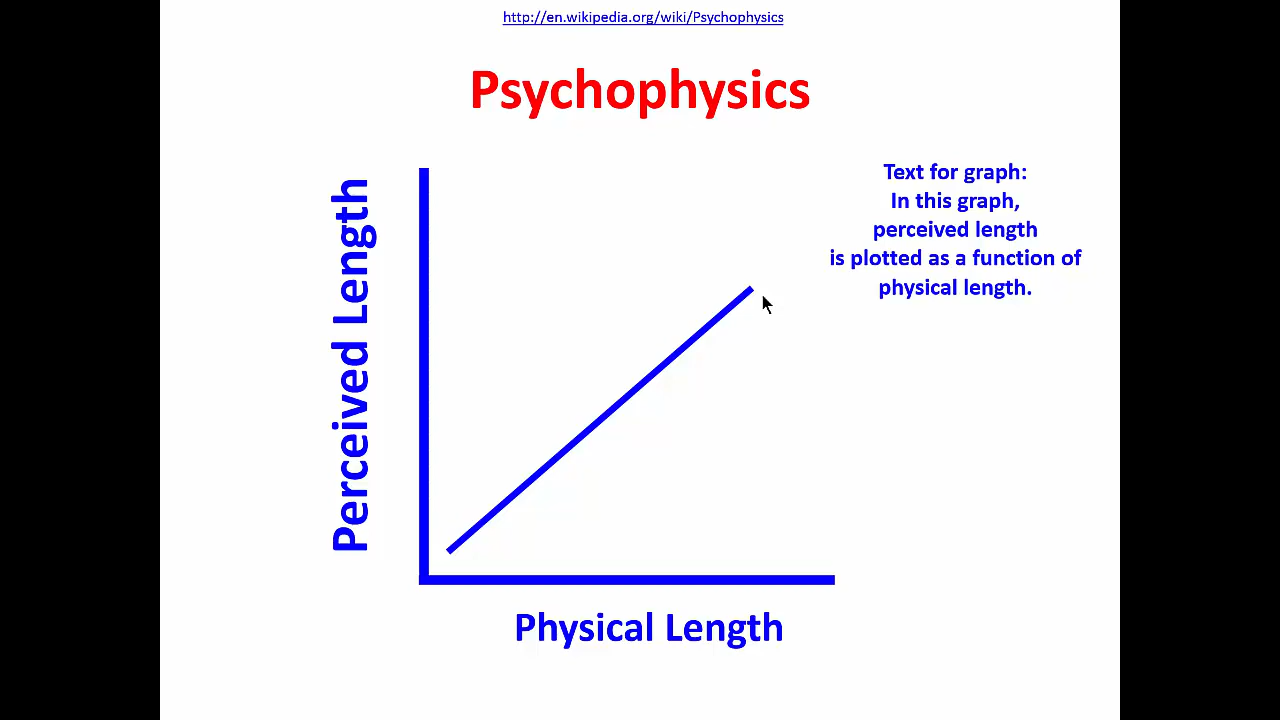 http://en.wikipedia.org/wiki/Psychophysics
Psychophysics
Perceived Length
Text for graph:
In this graph,
perceived length
is plotted as a function of
physical length.
Physical Length